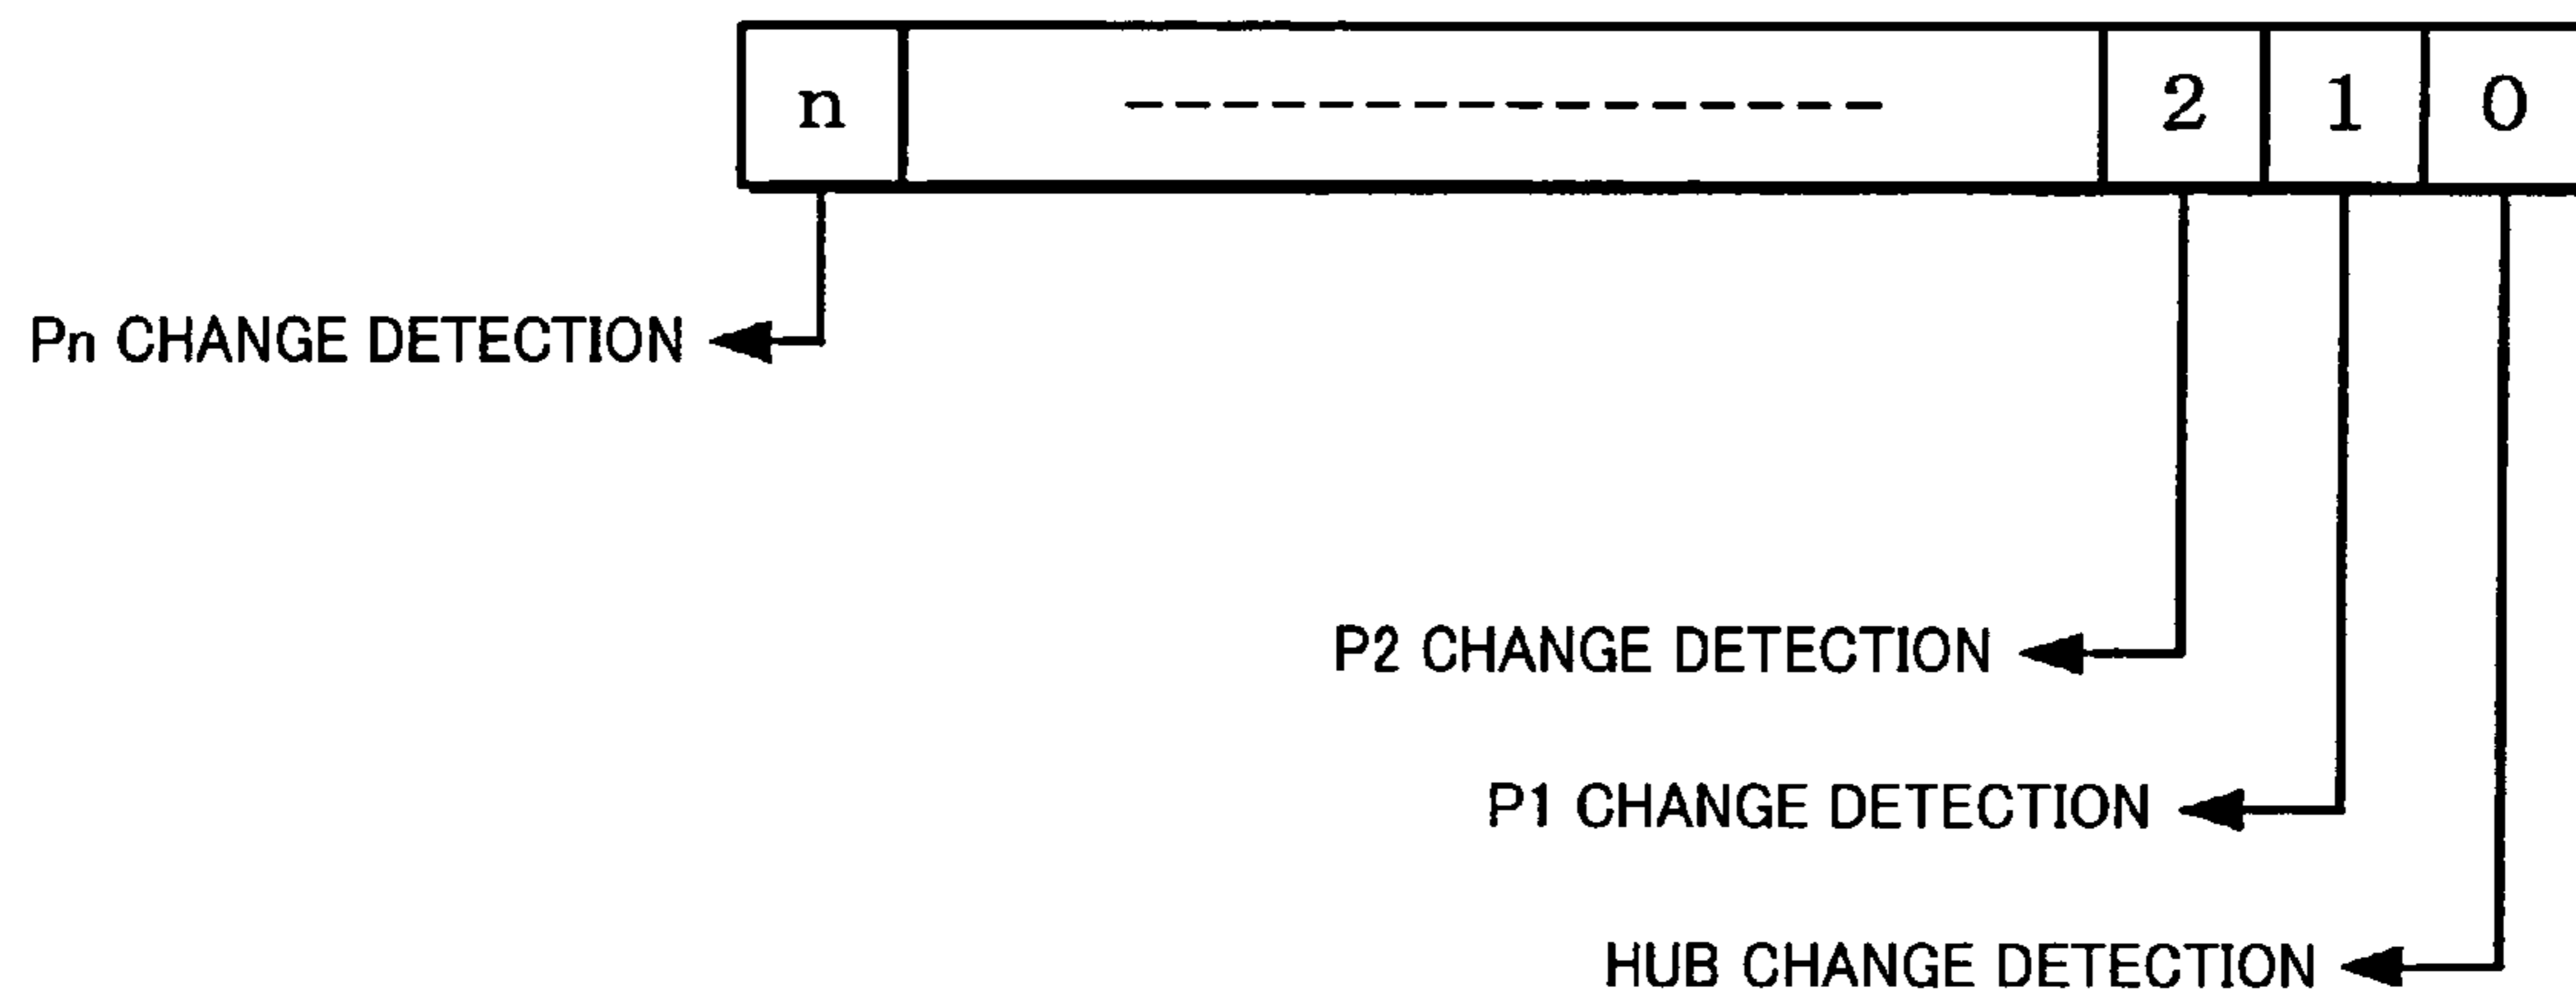 n 2 1 0
Pn CHANGE DETECTION
P2 CHANGE DETECTION
P1 CHANGE DETECTION
HUB CHANGE DETECTION